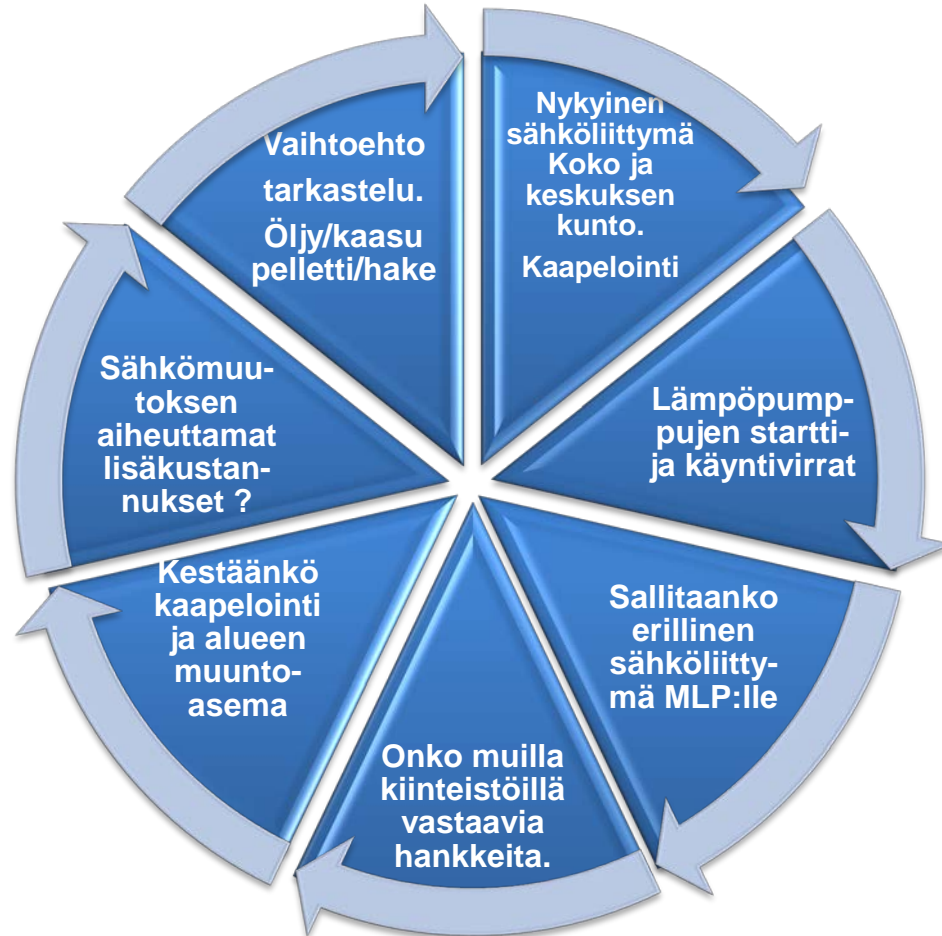 Nykyinen
sähköliittymä
Koko ja
keskuksen
kunto.
Kaapelointi
Lämpöpump-
pujen startti-
ja käyntivirrat
Sallitaanko
erillinen
sähköliitty-
mä MLP:lle
Onko muilla
kiinteistöillä
vastaavia
hankkeita.
Kestäänkö
kaapelointi
ja alueen
muunto-
asema
Sähkömuu-
toksen
aiheuttamat
lisäkustan-
nukset ?
Vaihtoehto
tarkastelu.
Öljy/kaasu
pelletti/hake